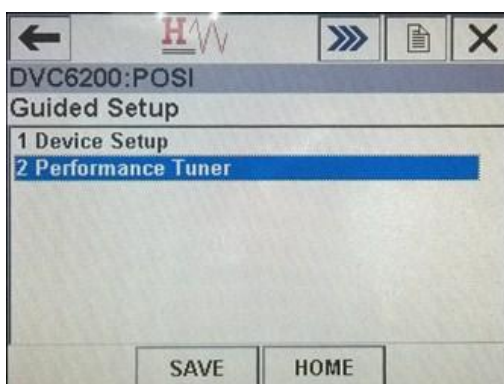 H
DVC6200:POSI
Guided Setup
1 Device Setup
2 Performance Tuner
SAVE HOME